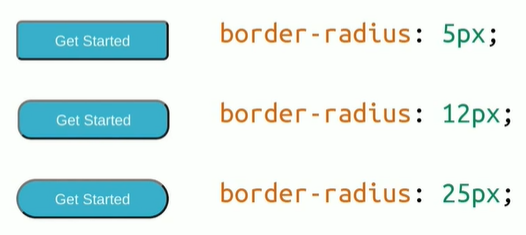 Get Started border-radius: 5px;
Get Started border-radius: 12px;
Get Started border-radius: 25px;